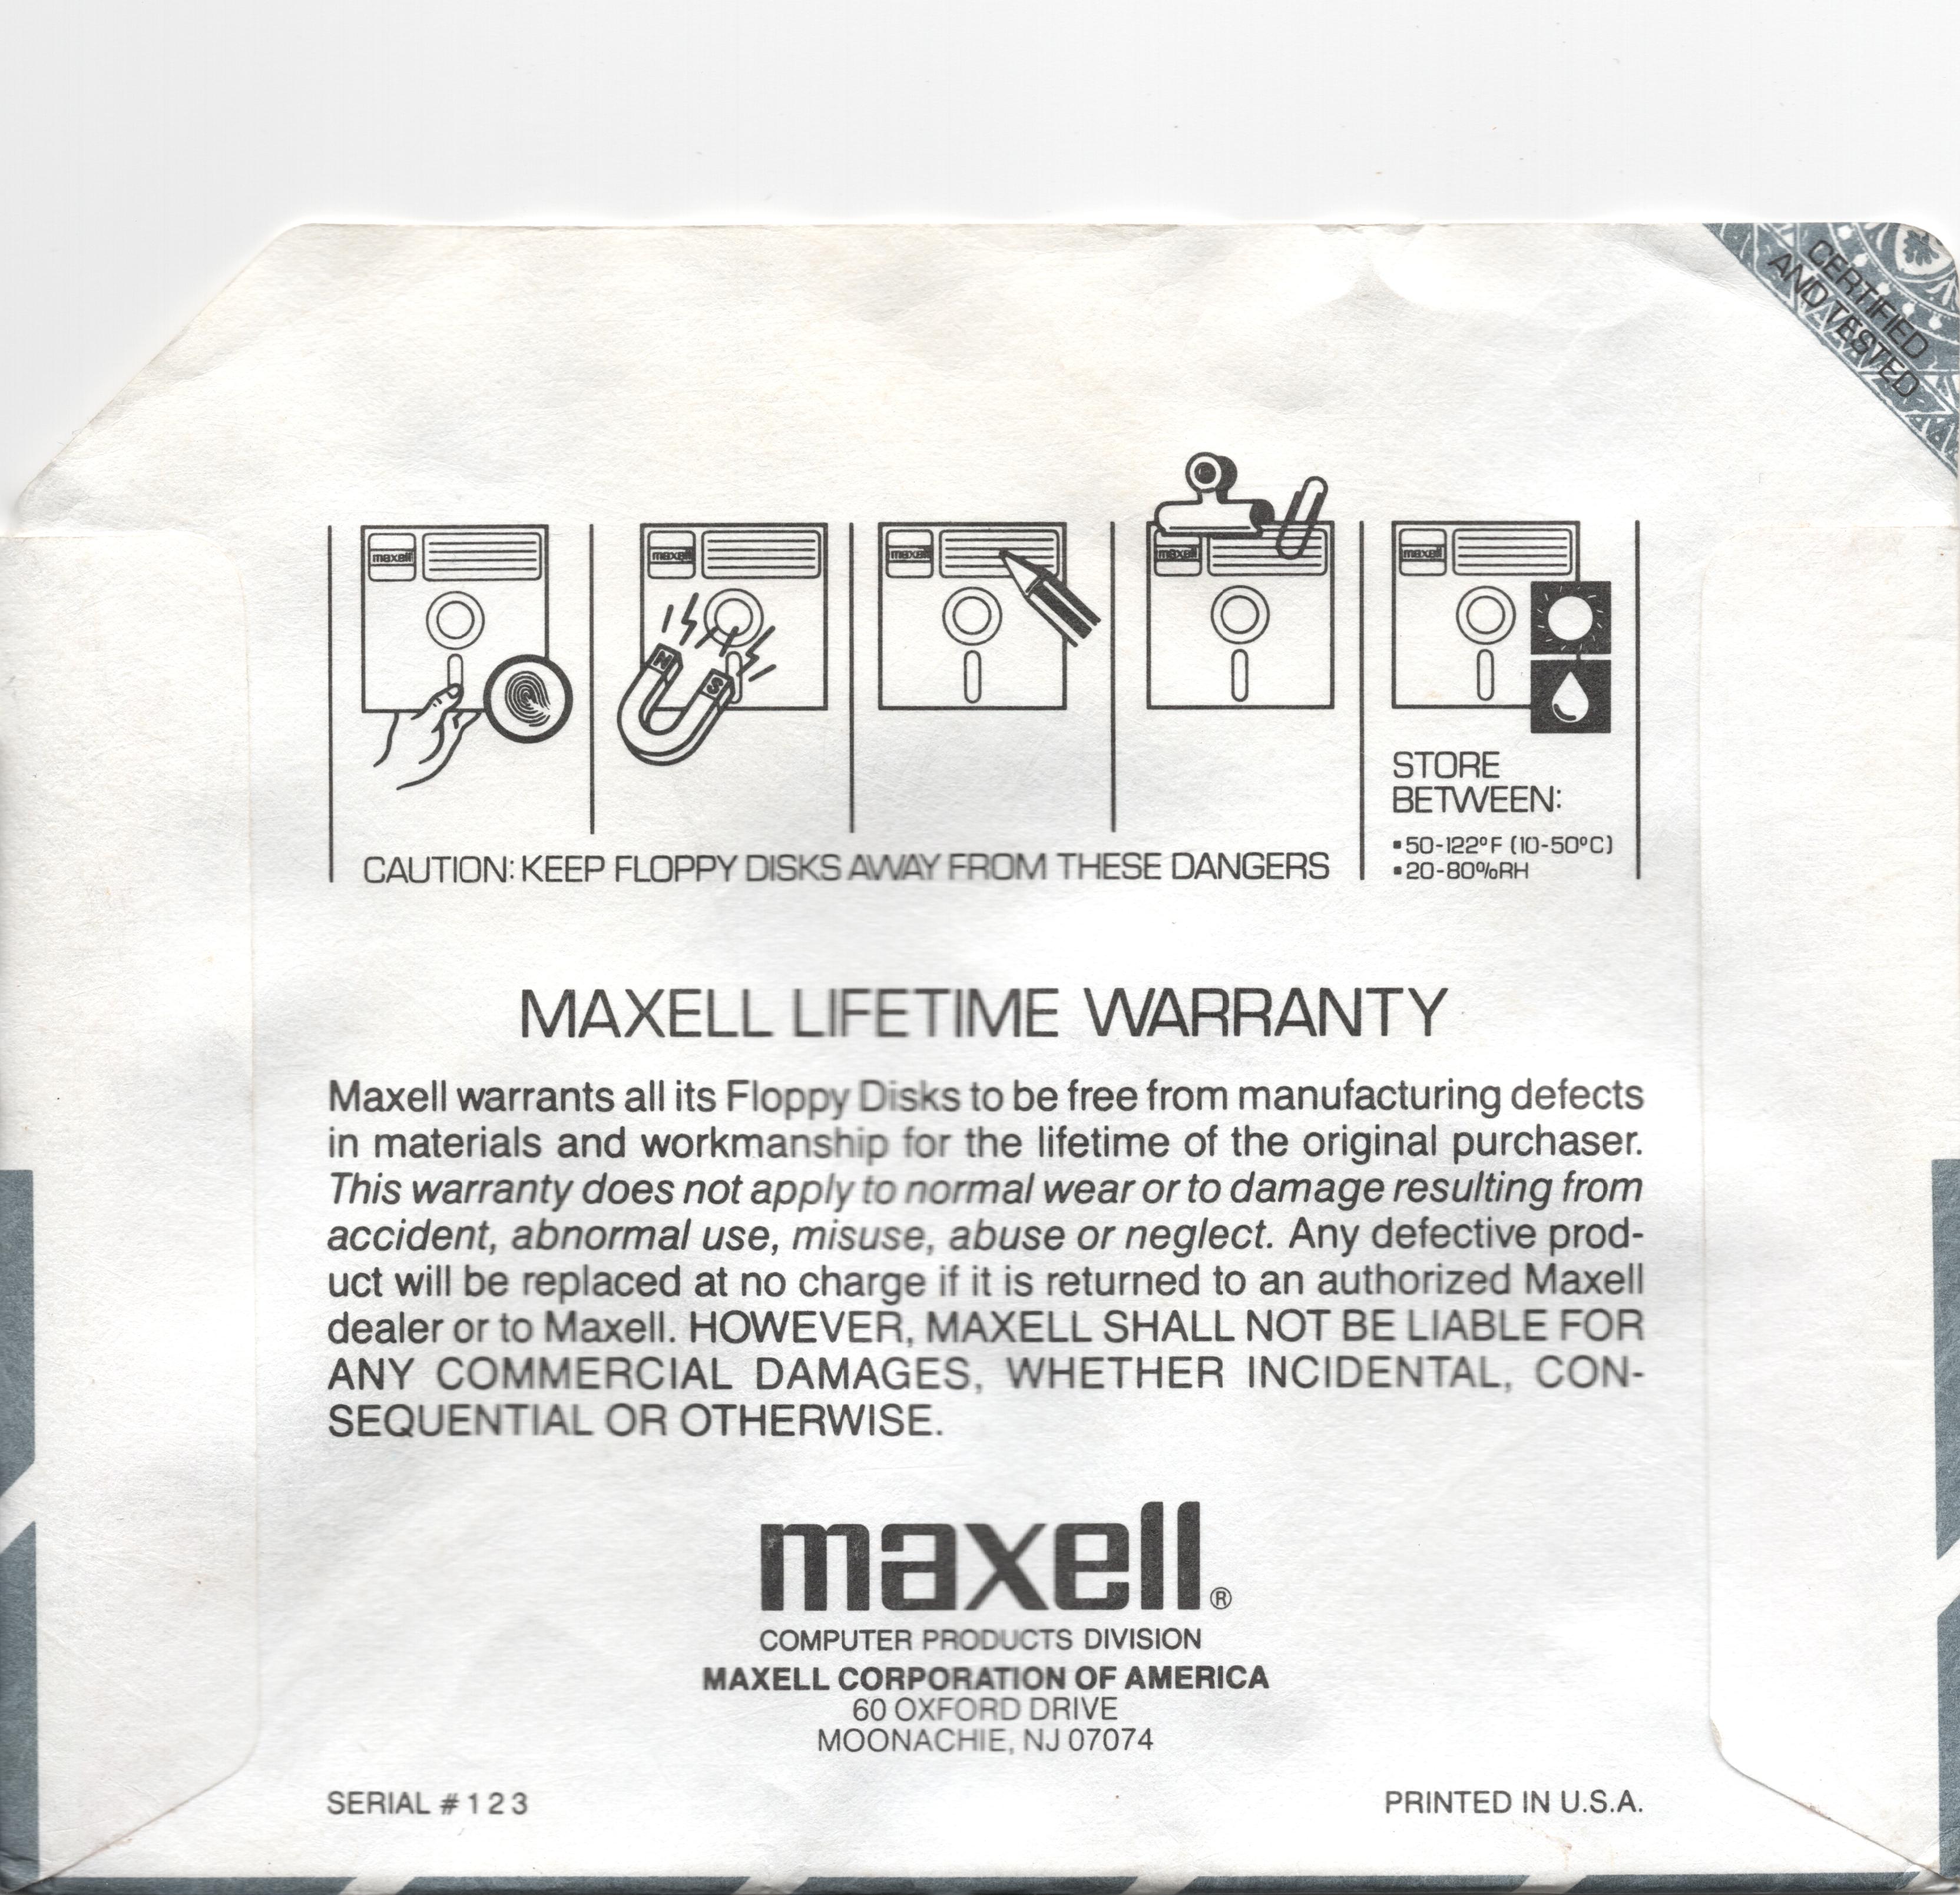 CERTIFIED
AND TESTED
maxell
maxell
maxell
maxell
maxell
N
S
STORE
BETWEEN:
▪50-122°F (10-50°C)
▪20-80%RH
CAUTION: KEEP FLOPPY DISKS AWAY FROM THESE DANGERS
MAXELL LIFETIME WARRANTY
Maxell warrants all its Floppy Disks to be free from manufacturing defects
in materials and workmanship for the lifetime of the original purchaser.
This warranty does not apply to normal wear or to damage resulting from
accident, abnormal use, misuse, abuse or neglect. Any defective prod-
uct will be replaced at no charge if it is returned to an authorized Maxell
dealer or to Maxell. HOWEVER, MAXELL SHALL NOT BE LIABLE FOR
ANY COMMERCIAL DAMAGES, WHETHER INCIDENTAL, CON-
SEQUENTIAL OR OTHERWISE.
maxell®
COMPUTER PRODUCTS DIVISION
MAXELL CORPORATION OF AMERICA
60 OXFORD DRIVE
MOONACHIE, NJ 07074
SERIAL #123
PRINTED IN U.S.A.